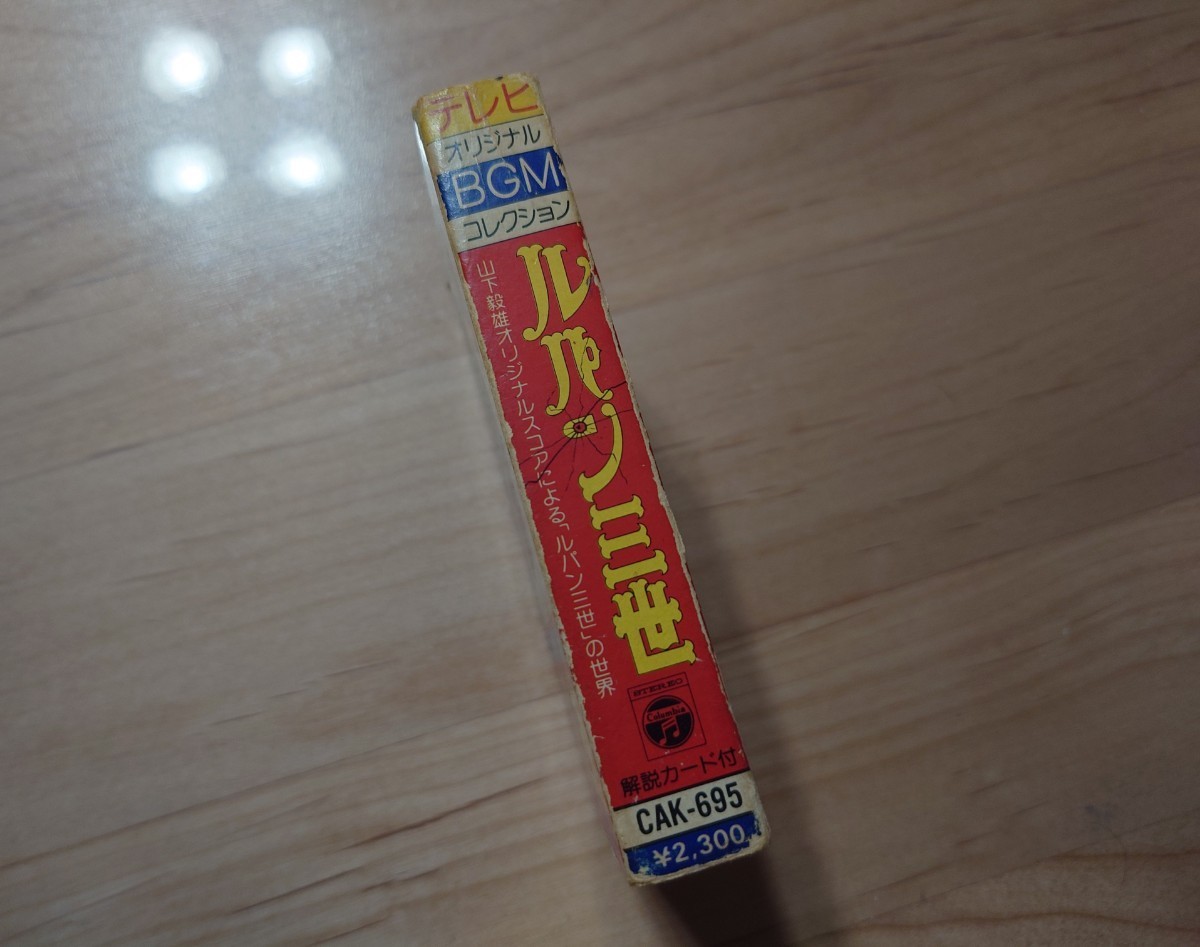 テレビ
オリジナル
BGM
コレクション
ルパン三世
山下毅雄オリジナルスコアによる「ルパン三世」の世界
STEREO
Columbia
解説カード付
CAK-695
¥2,300